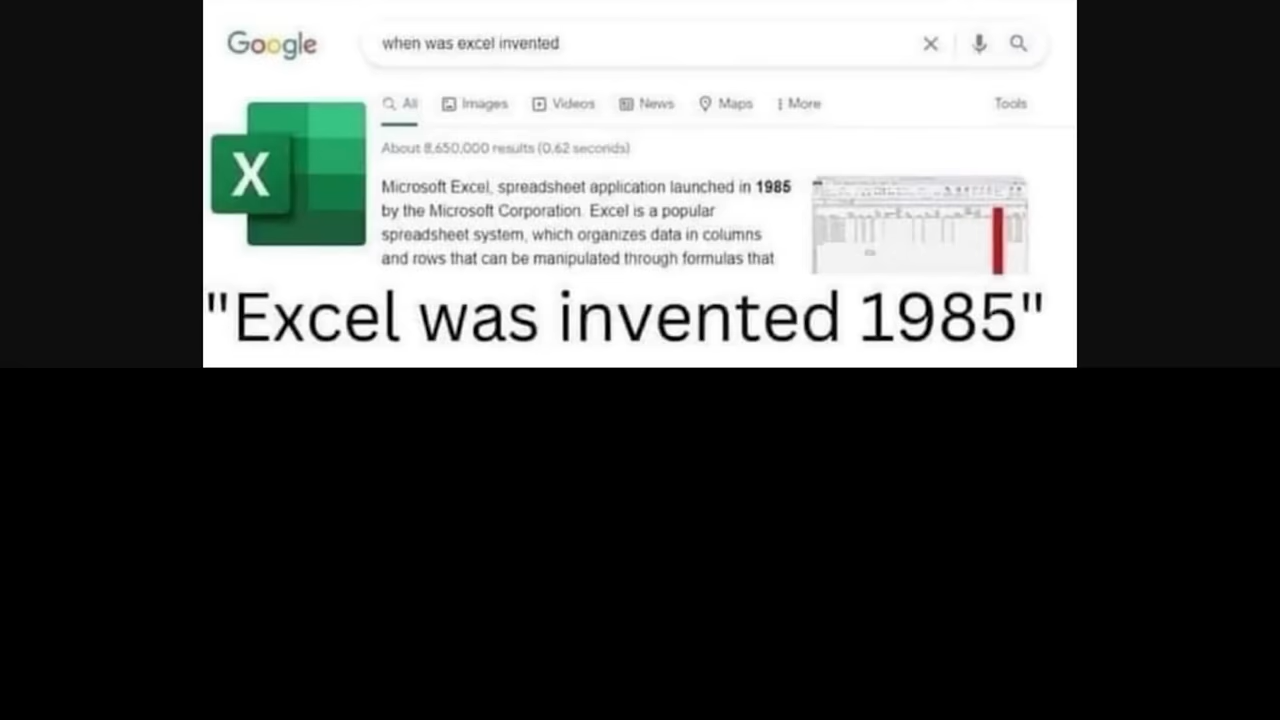 Google
when was excel invented
All Images Videos News Maps More Tools
About 8,650,000 results (0.62 seconds)
X
Microsoft Excel, spreadsheet application launched in 1985
by the Microsoft Corporation. Excel is a popular
spreadsheet system, which organizes data in columns
and rows that can be manipulated through formulas that
"Excel was invented 1985"